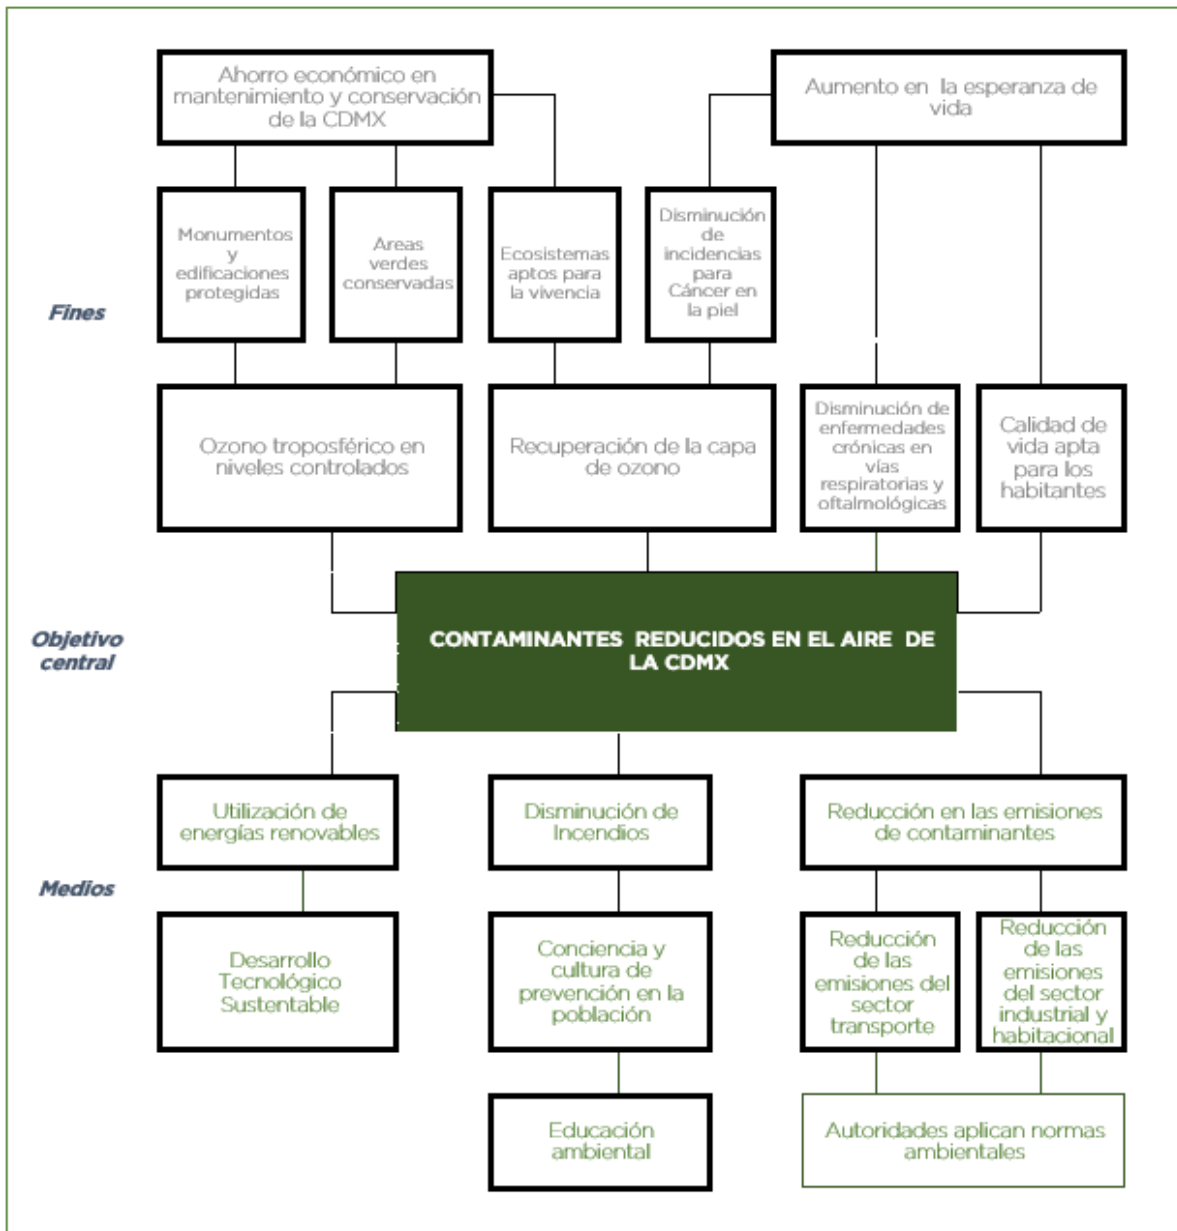 Ahorro económico en
mantenimiento y conservación
de la CDMX
Aumento en la esperanza de
vida
Monumentos
y
edificaciones
protegidas
Areas
verdes
conservadas
Ecosistemas
aptos para
la vivencia
Disminución
de
incidencias
para
Cáncer en
la piel
Fines
Ozono troposférico en
niveles controlados
Recuperación de la capa
de ozono
Disminución de
enfermedades
crónicas en
vías
respiratorias y
oftalmológicas
Calidad de
vida apta
para los
habitantes
Objetivo
central
CONTAMINANTES REDUCIDOS EN EL AIRE DE
LA CDMX
Utilización de
energías renovables
Disminución de
Incendios
Reducción en las emisiones
de contaminantes
Medios
Desarrollo
Tecnológico
Sustentable
Conciencia y
cultura de
prevención en la
población
Reducción
de las
emisiones del
sector
transporte
Reducción
de las
emisiones
del sector
industrial y
habitacional
Educación
ambiental
Autoridades aplican normas
ambientales